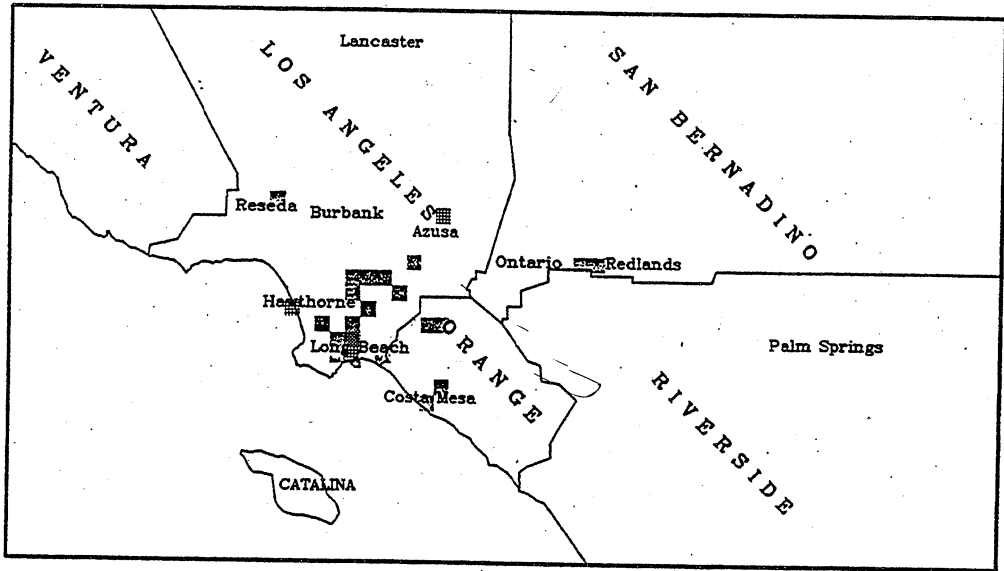 Lancaster
VENTURA
LOS ANGELES
SAN BERNADINO
Reseda
Burbank
Azusa
Ontario
Redlands
Hawthorne
Long Beach
ORANGE
Palm Springs
Costa Mesa
RIVERSIDE
CATALINA